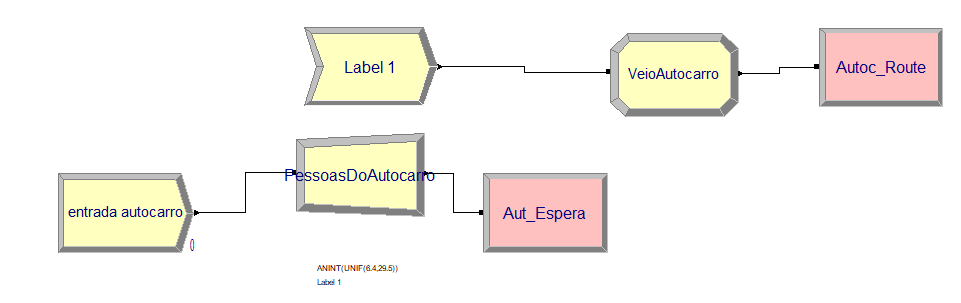 Label 1
VeioAutocarro
Autoc_Route
PessoasDoAutocarro
entrada autocarro
Aut_Espera
0
ANINT(UNIF(6.4,29.5))
Label 1